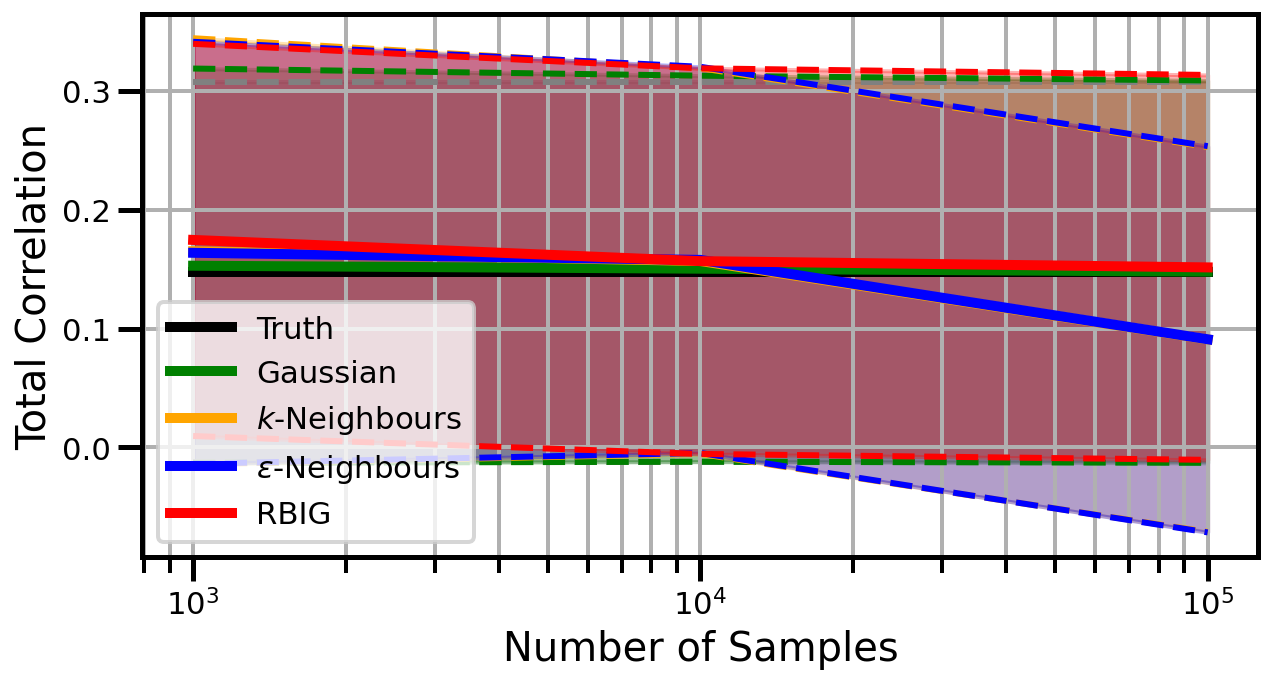 Total Correlation
0.3
0.2
0.1
0.0
Truth
Gaussian
k-Neighbours
ε-Neighbours
RBIG
10³
10⁴
10⁵
Number of Samples